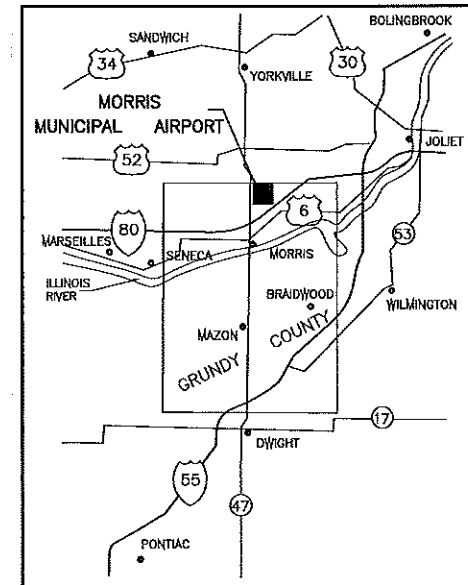 BOLINGBROOK
SANDWICH
34
30
YORKVILLE
MORRIS
MUNICIPAL AIRPORT
JOLIET
52
6
80
53
MARSEILLES
SENECA
MORRIS
ILLINOIS
RIVER
BRAIDWOOD
WILMINGTON
MAZON
GRUNDY COUNTY
17
DWIGHT
55
47
PONTIAC